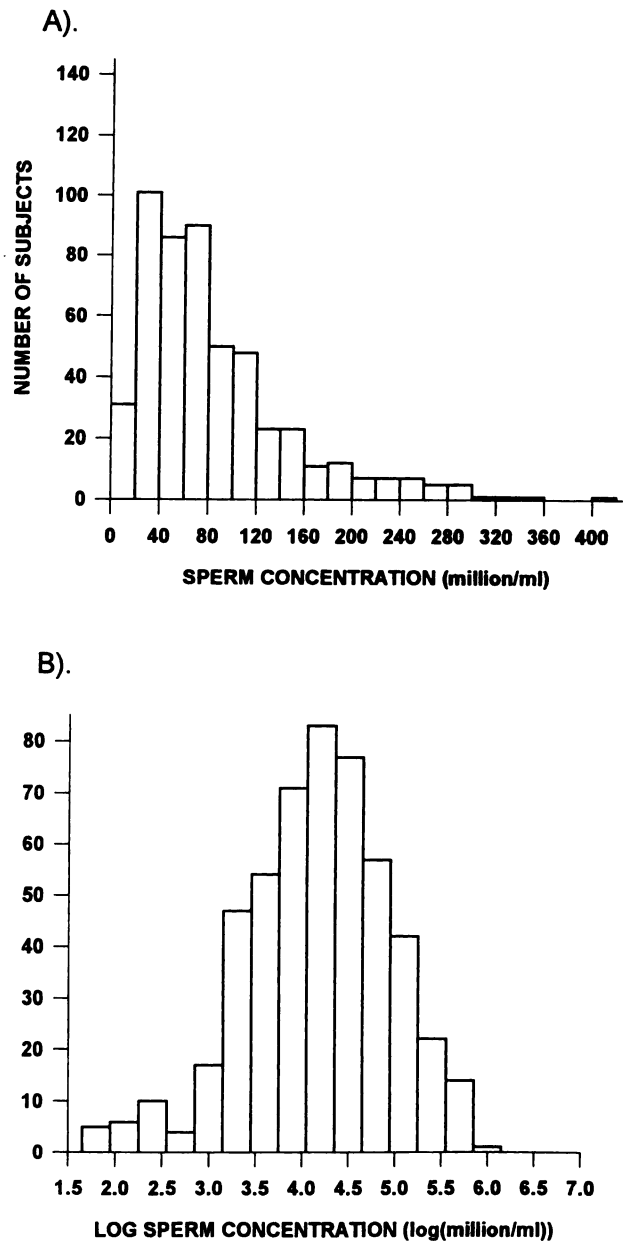 A).
NUMBER OF SUBJECTS
140
120
100
80
60
40
20
0
0 40 80 120 160 200 240 280 320 360 400
SPERM CONCENTRATION (million/ml)
B).
80
70
60
50
40
30
20
10
0
1.5 2.0 2.5 3.0 3.5 4.0 4.5 5.0 5.5 6.0 6.5 7.0
LOG SPERM CONCENTRATION (log(million/ml))